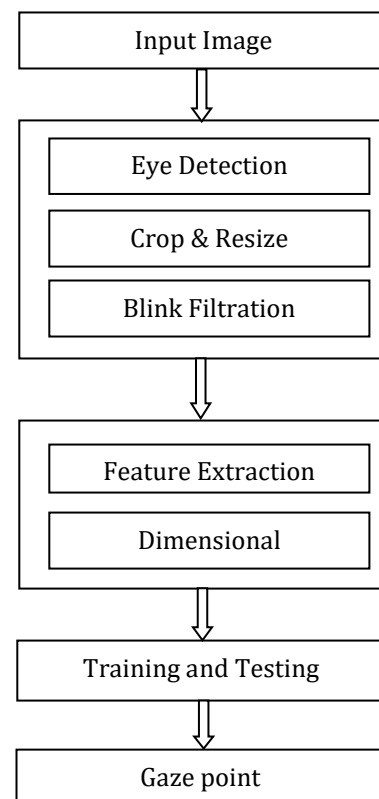 Input Image
Eye Detection
Crop & Resize
Blink Filtration
Feature Extraction
Dimensional
Training and Testing
Gaze point